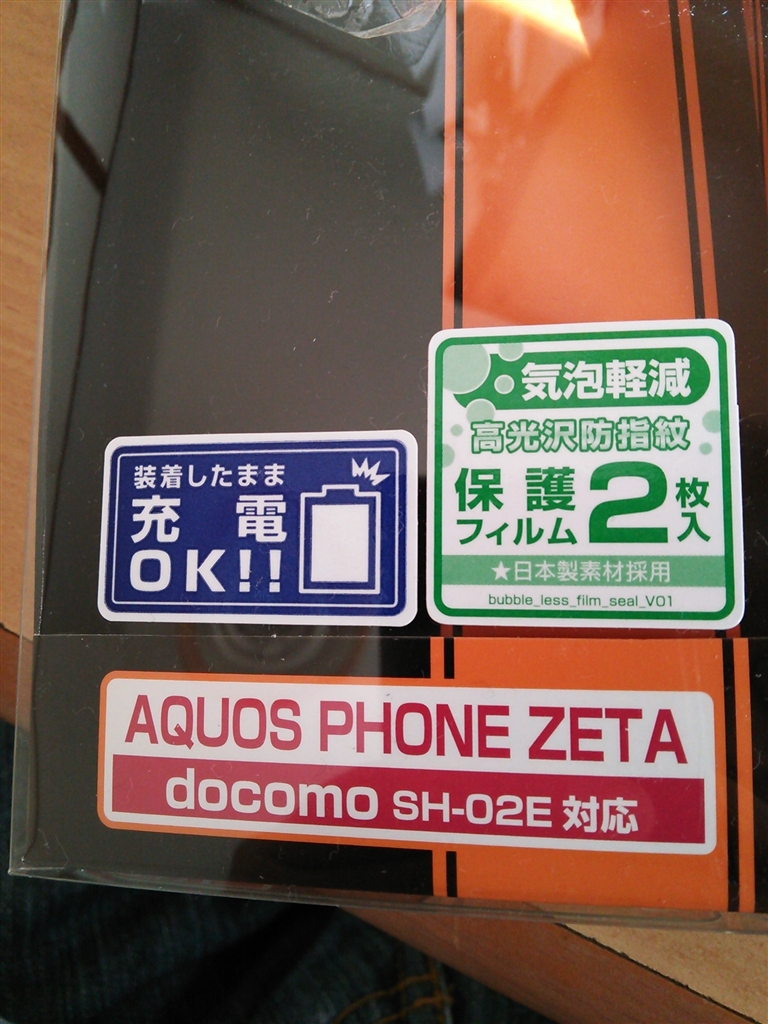 気泡軽減
高光沢防指紋
保護
フィルム
2枚入
★日本製素材採用
bubble_less_film_seal_V01
装着したまま
充電
OK!!
AQUOS PHONE ZETA
docomo SH-02E 対応